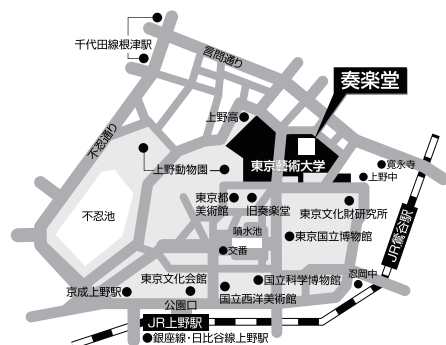 千代田線根津駅
言問通り
奏楽堂
不忍通り
上野高
東京藝術大学
寛永寺
上野中
上野動物園
東京都
美術館
旧奏楽堂
東京文化財研究所
不忍池
噴水池
東京国立博物館
交番
JR鶯谷駅
東京文化会館
国立科学博物館
忍岡中
京成上野駅
公園口
国立西洋美術館
JR上野駅
銀座線・日比谷線上野駅